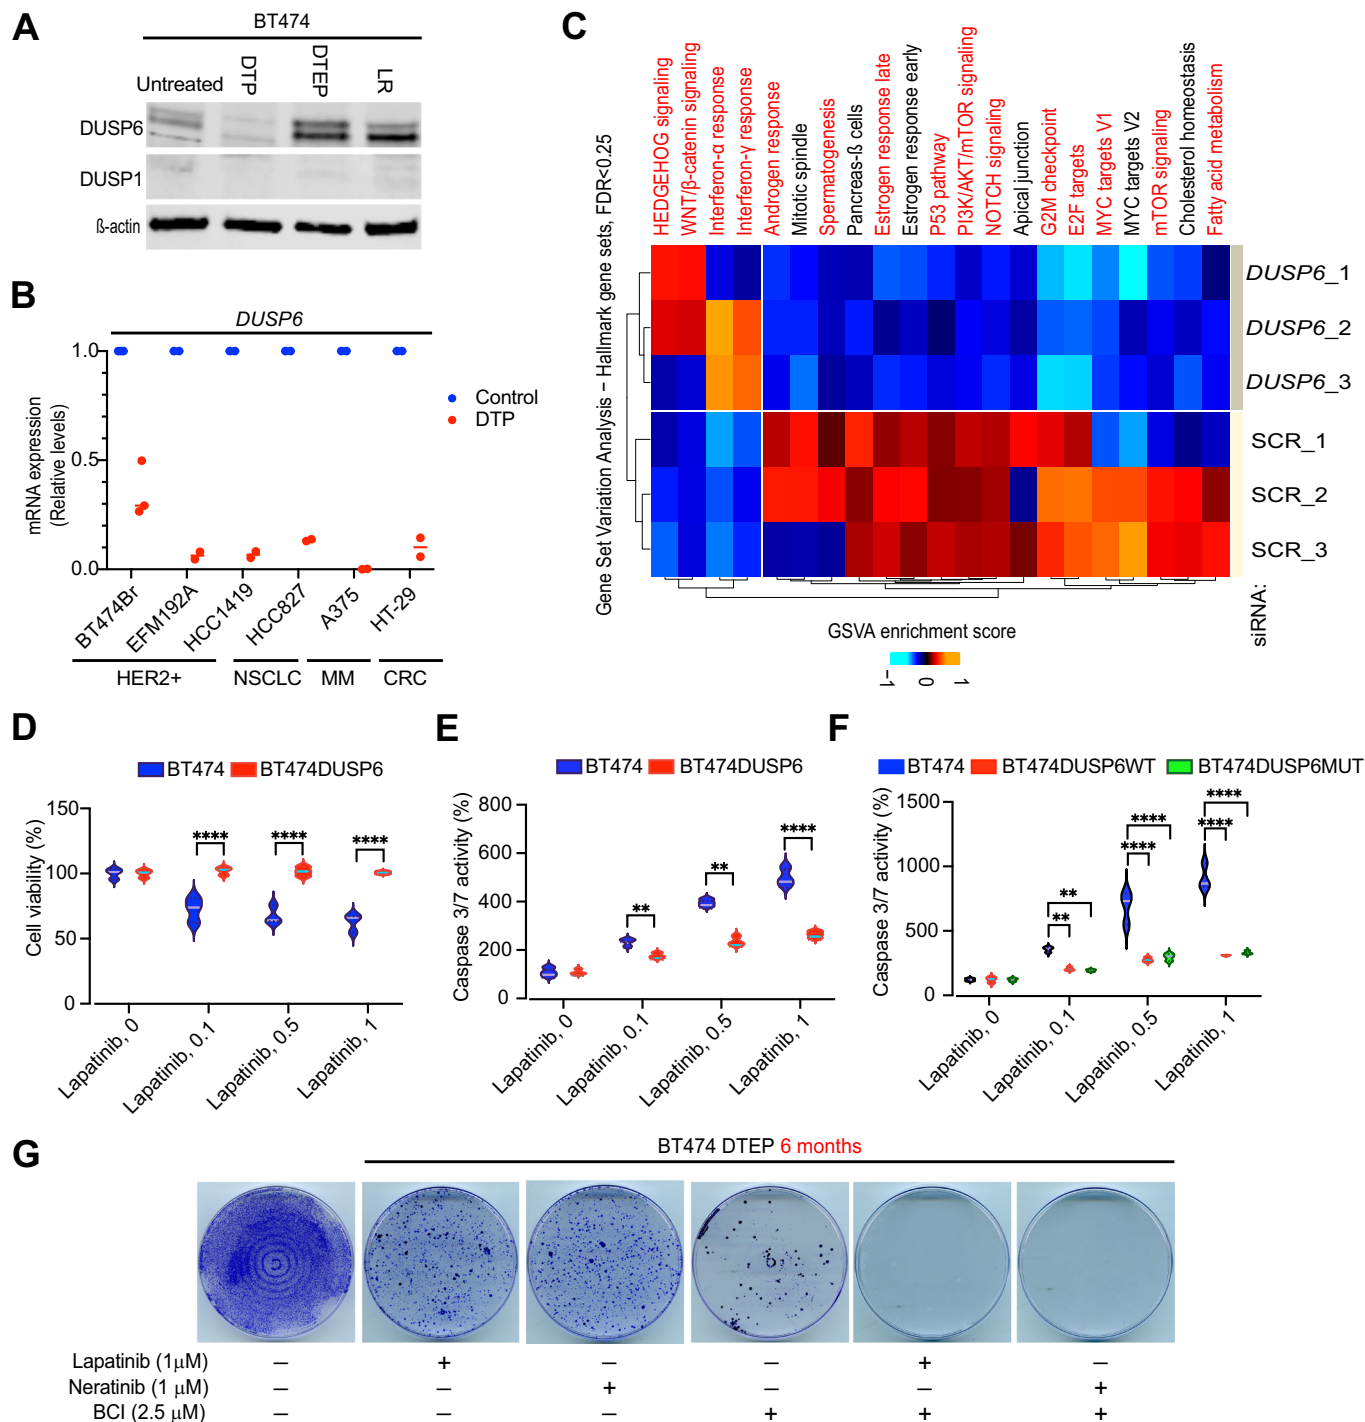 A
BT474
Untreated
DTP
DTEP
LR
DUSP6
DUSP1
ß-actin
B
DUSP6
mRNA expression
(Relative levels)
1.0
0.5
0.0
Control
DTP
BT474Br
EFM192A
HCC1419
HCC827
A375
HT-29
HER2+
NSCLC
MM
CRC
C
Gene Set Variation Analysis – Hallmark gene sets, FDR<0.25
HEDGEHOG signaling
WNT/β-catenin signaling
Interferon-α response
Interferon-γ response
Androgen response
Mitotic spindle
Spermatogenesis
Pancreas-ß cells
Estrogen response late
Estrogen response early
P53 pathway
PI3K/AKT/mTOR signaling
NOTCH signaling
Apical junction
G2M checkpoint
E2F targets
MYC targets V1
MYC targets V2
mTOR signaling
Cholesterol homeostasis
Fatty acid metabolism
DUSP6_1
DUSP6_2
DUSP6_3
SCR_1
SCR_2
SCR_3
siRNA:
GSVA enrichment score
-1 0 1
D
BT474 BT474DUSP6
Cell viability (%)
150
100
50
0
**** **** ****
Lapatinib, 0
Lapatinib, 0.1
Lapatinib, 0.5
Lapatinib, 1
E
BT474 BT474DUSP6
Caspase 3/7 activity (%)
800
600
400
200
0
** ** ****
Lapatinib, 0
Lapatinib, 0.1
Lapatinib, 0.5
Lapatinib, 1
F
BT474 BT474DUSP6WT BT474DUSP6MUT
Caspase 3/7 activity (%)
1500
1000
500
0
** **
**** ****
**** ****
Lapatinib, 0
Lapatinib, 0.1
Lapatinib, 0.5
Lapatinib, 1
G
BT474 DTEP 6 months
Lapatinib (1µM) – + – – + –
Neratinib (1 µM) – – + – – +
BCI (2.5 µM) – – – + + +